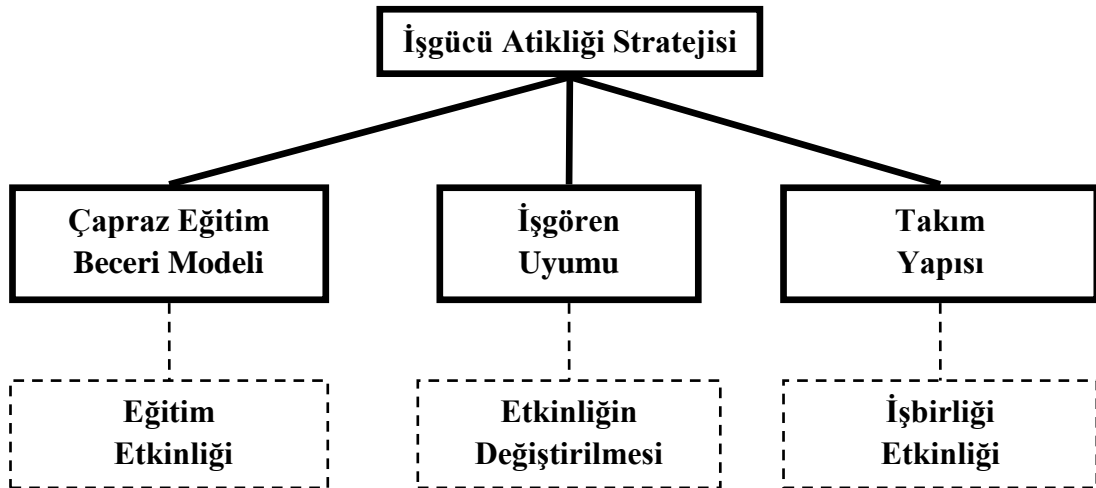 İşgücü Atikliği Stratejisi
Çapraz Eğitim
Beceri Modeli
İşgören
Uyumu
Takım
Yapısı
Eğitim
Etkinliği
Etkinliğin
Değiştirilmesi
İşbirliği
Etkinliği